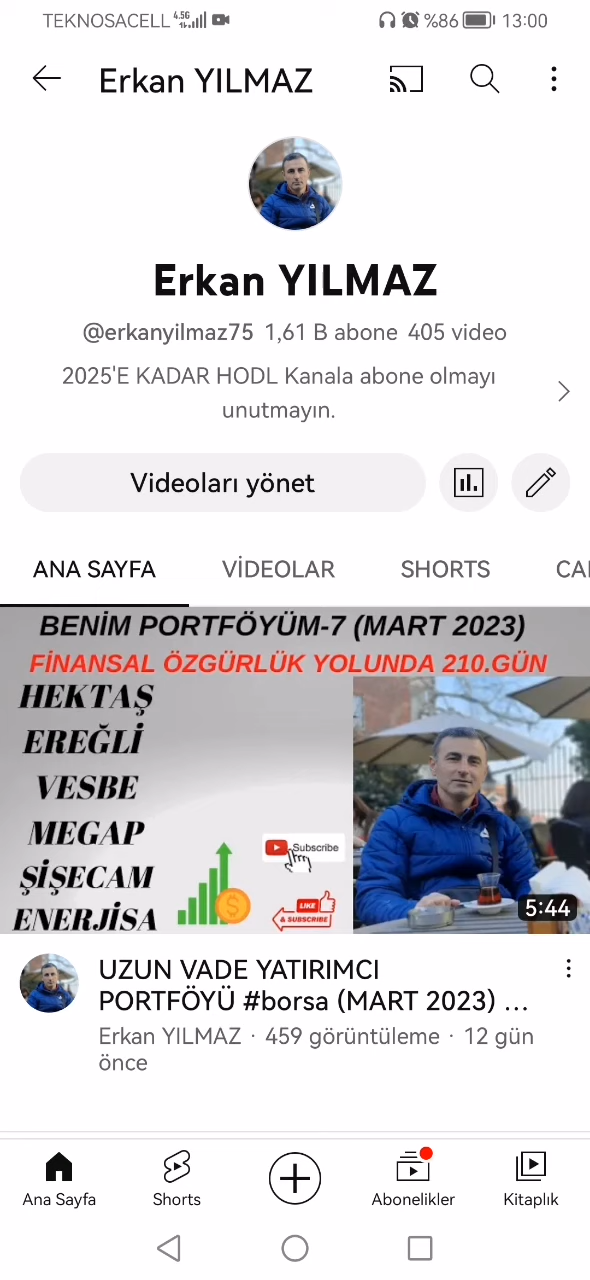 TEKNOSACELL 4.5G %86 13:00
Erkan YILMAZ
Erkan YILMAZ
@erkanyilmaz75 1,61 B abone 405 video
2025'E KADAR HODL Kanala abone olmayı
unutmayın.
Videoları yönet
ANA SAYFA VİDEOLAR SHORTS CA
BENİM PORTFÖYÜM-7 (MART 2023)
FİNANSAL ÖZGÜRLÜK YOLUNDA 210.GÜN
HEKTAŞ
EREĞLİ
VESBE
MEGAP
ŞİŞECAM
ENERJİSA
Subscribe
LIKE
& SUBSCRIBE
5:44
UZUN VADE YATIRIMCI
PORTFÖYÜ #borsa (MART 2023) ...
Erkan YILMAZ · 459 görüntüleme · 12 gün
önce
Ana Sayfa Shorts Abonelikler Kitaplık